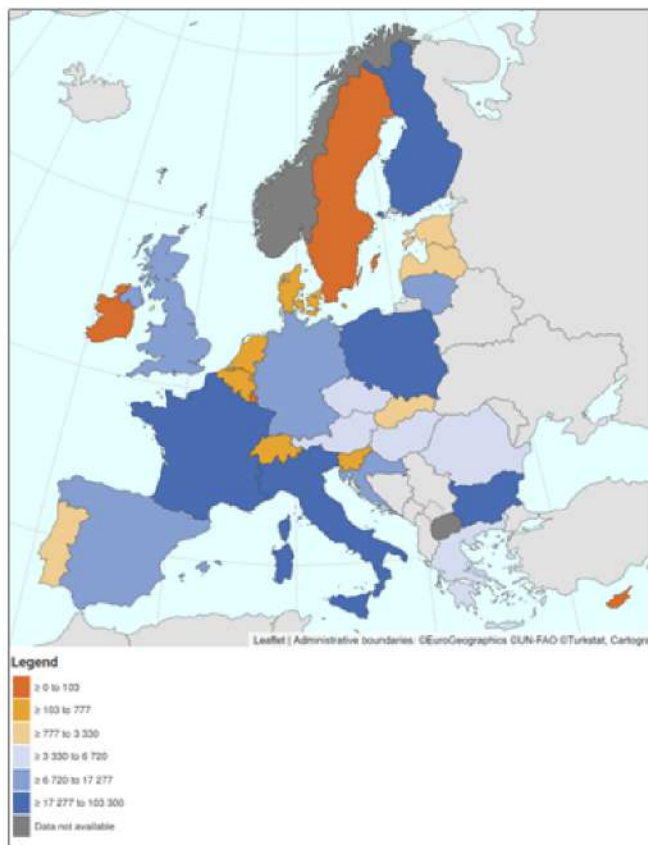 Leaflet | Administrative boundaries: ©EuroGeographics ©UN-FAO ©Turkstat, Cartogra
Legend
≥ 0 to 103
≥ 103 to 777
≥ 777 to 3 330
≥ 3 330 to 6 720
≥ 6 720 to 17 277
≥ 17 277 to 103 300
Data not available